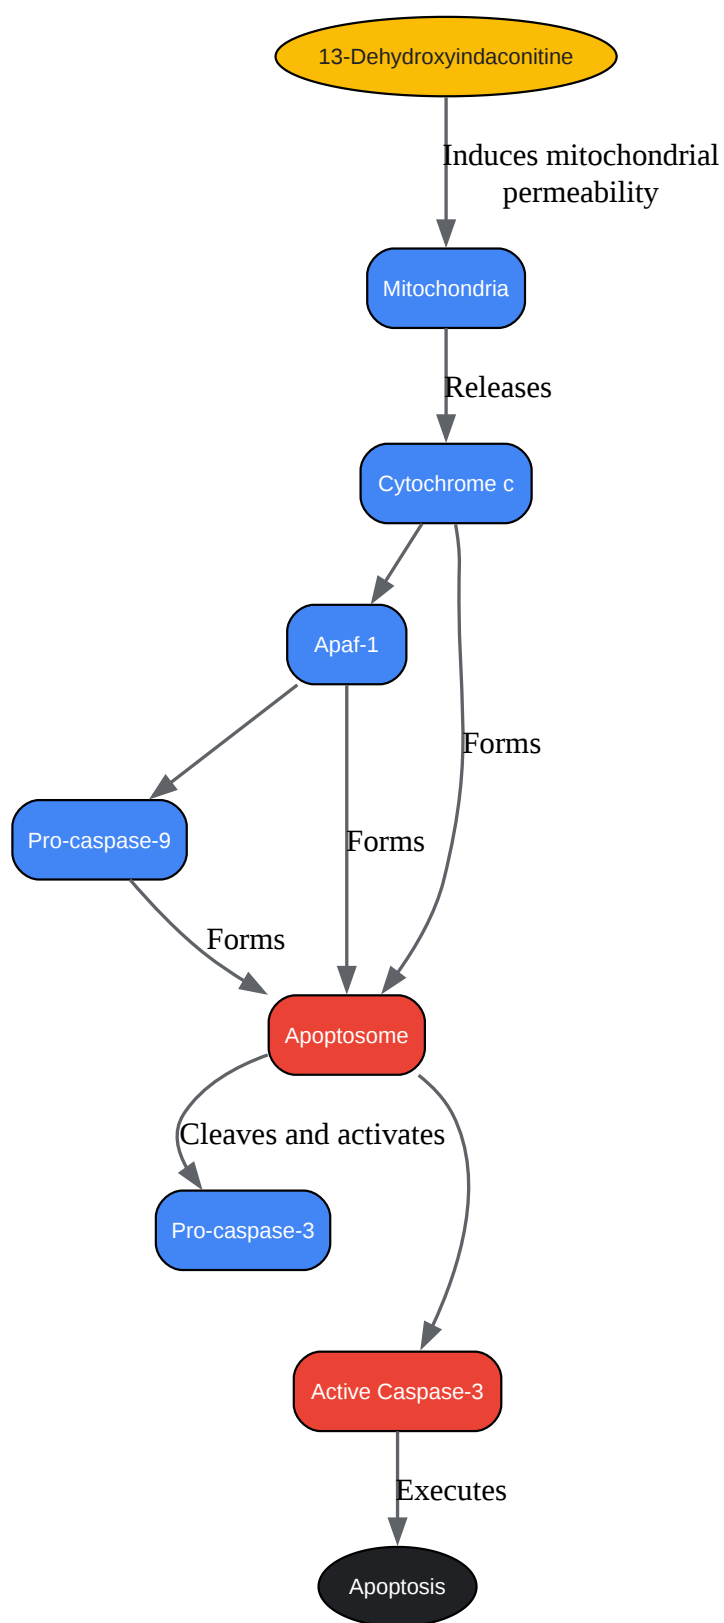 13-Dehydroxyindaconitine
Induces mitochondrial
permeability
Mitochondria
Releases
Cytochrome c
Apaf-1
Forms
Pro-caspase-9
Forms
Forms
Apoptosome
Cleaves and activates
Pro-caspase-3
Active Caspase-3
Executes
Apoptosis